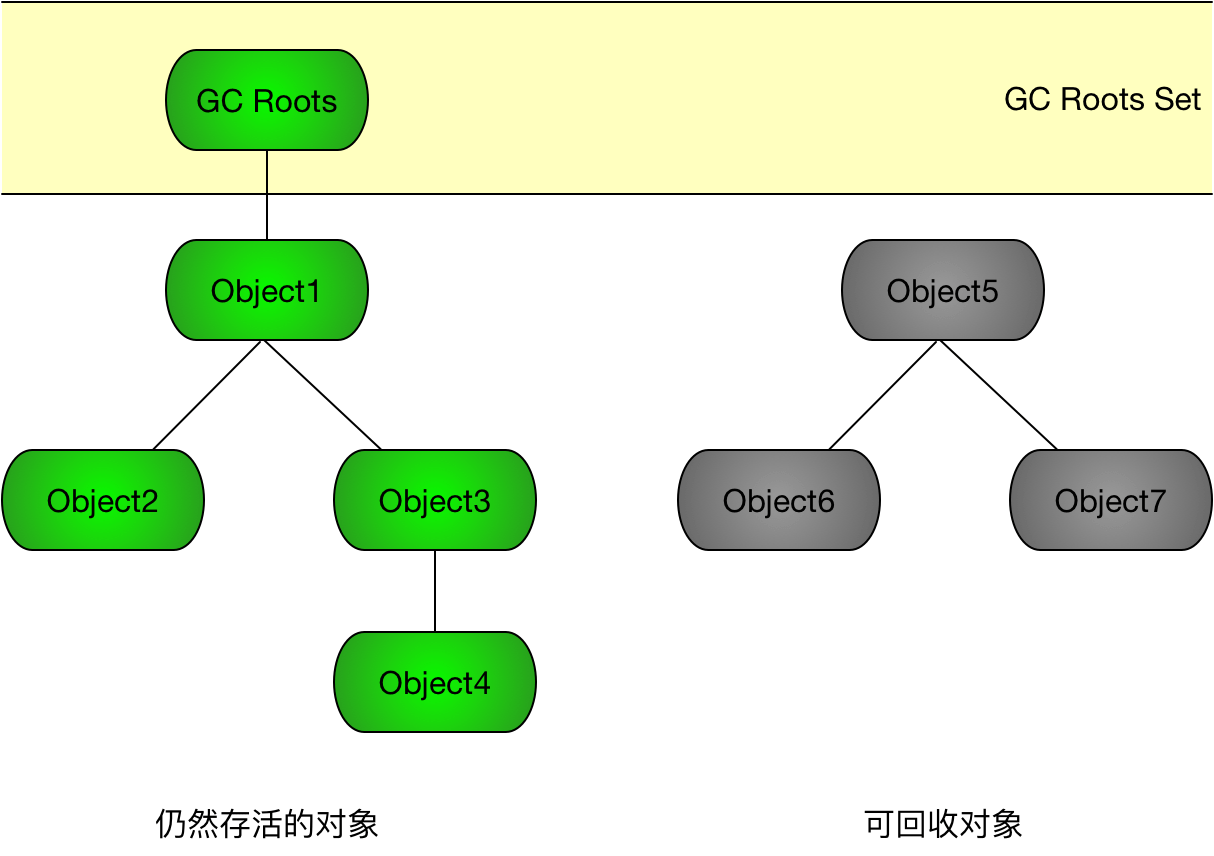 GC Roots
GC Roots Set
Object1
Object5
Object2
Object3
Object6
Object7
Object4
仍然存活的对象
可回收对象